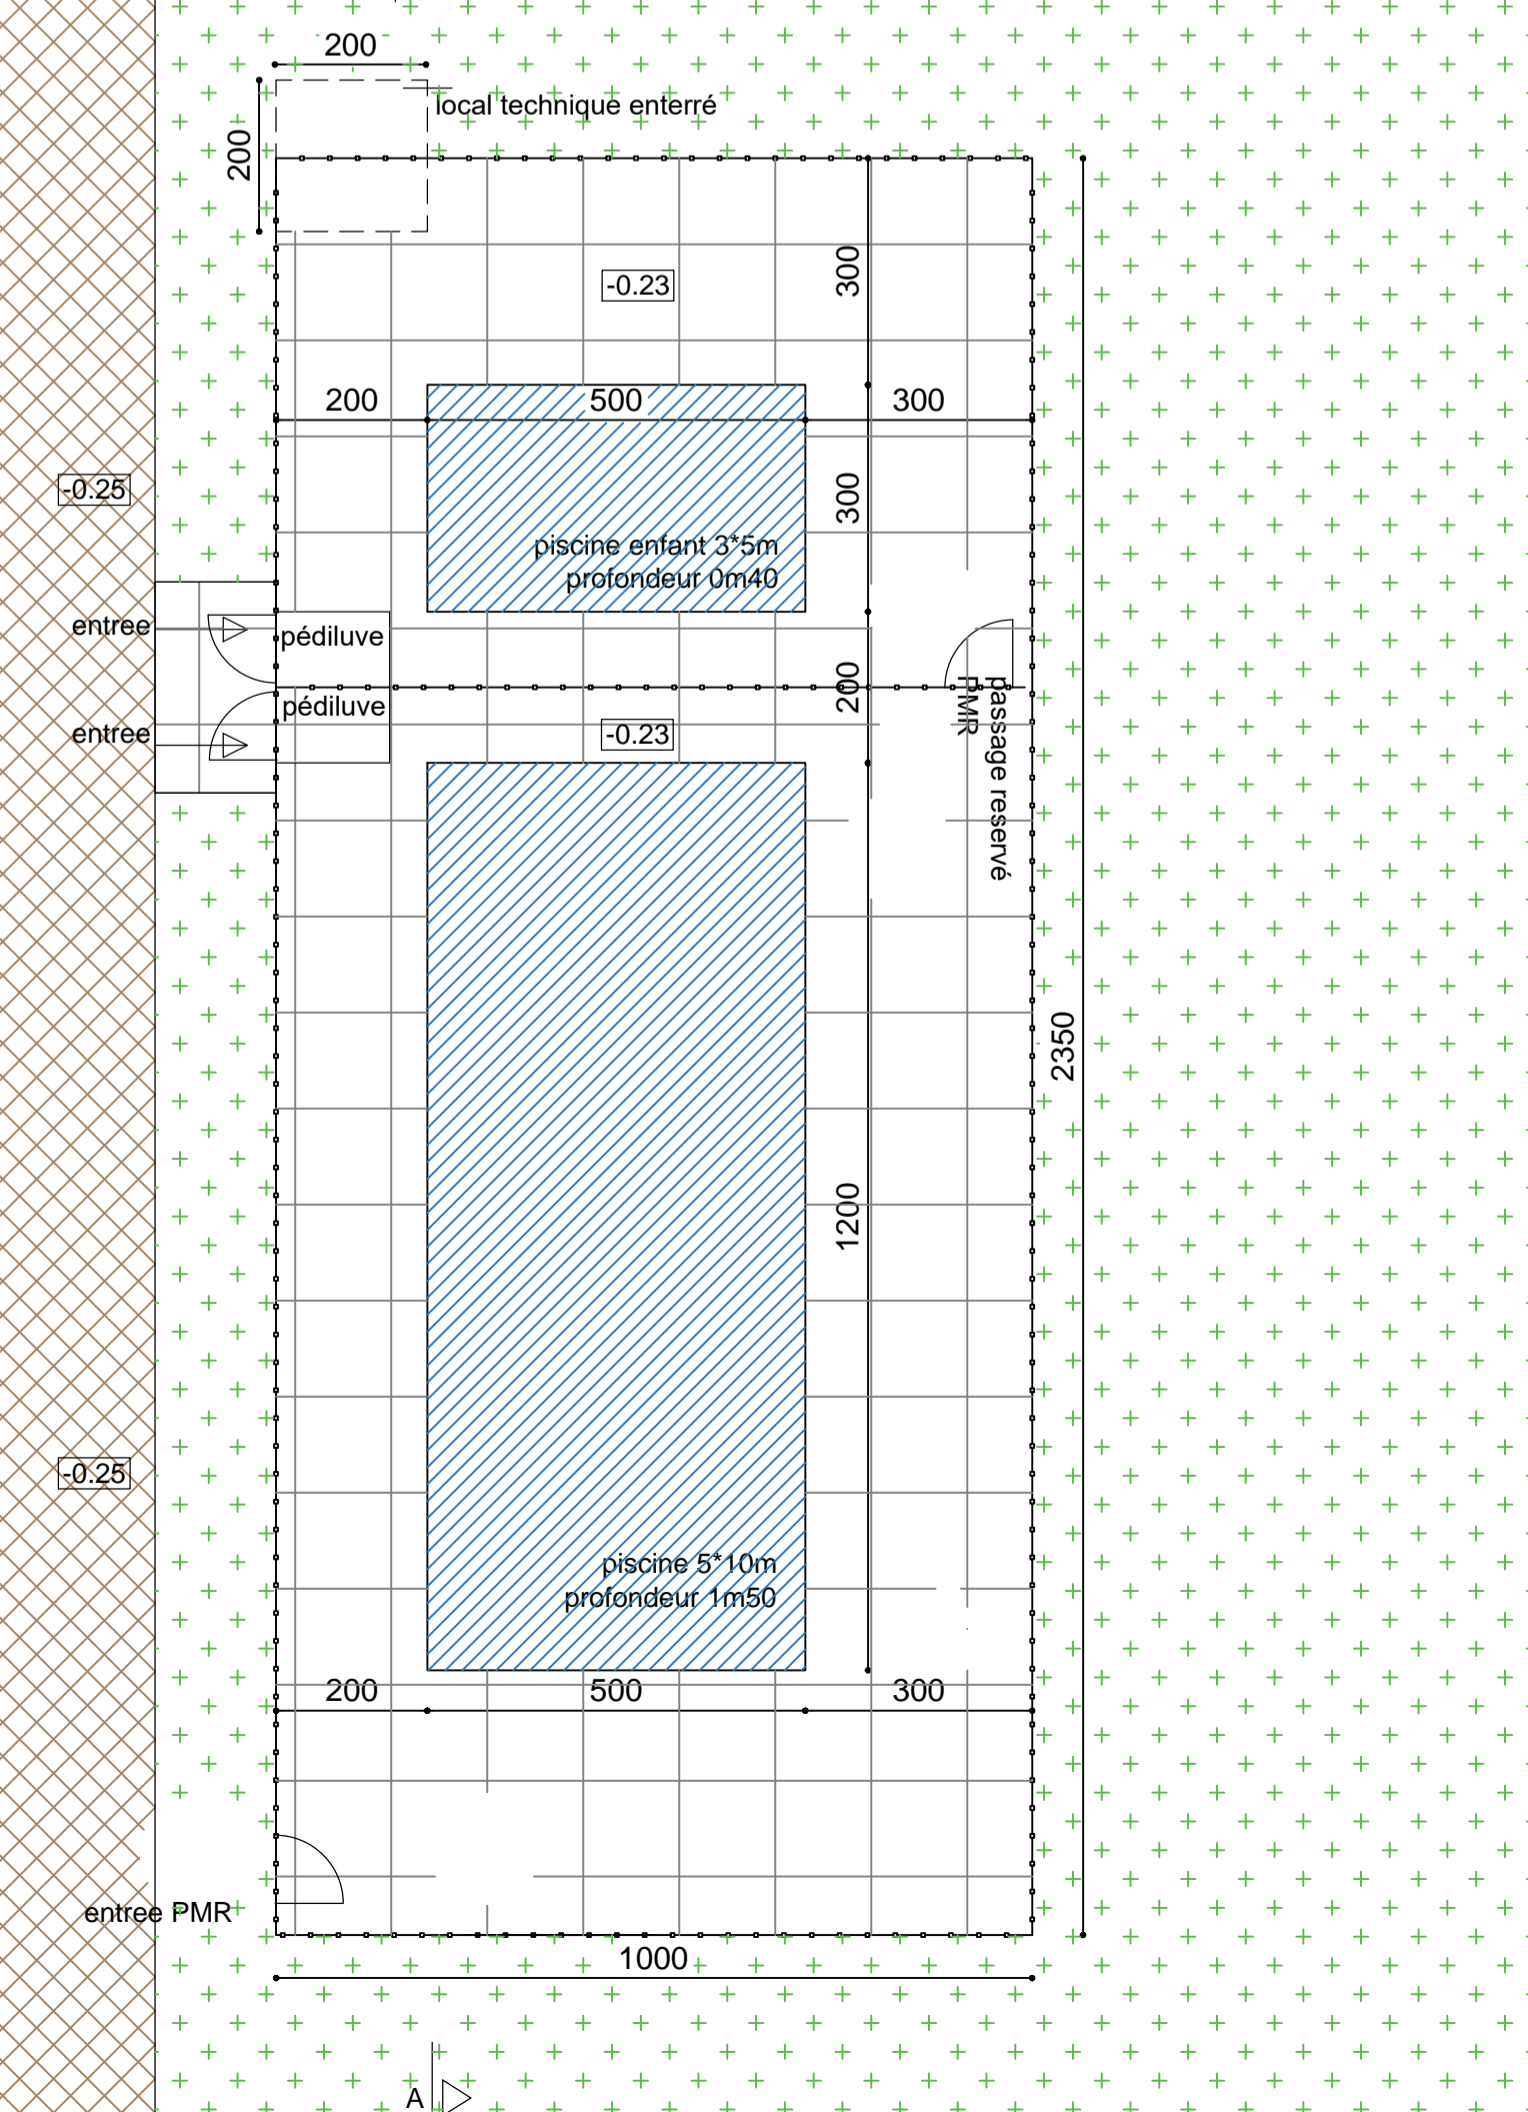 200
local technique enterré
200
-0.23
300
200
500
300
-0.25
300
piscine enfant 3*5m
profondeur 0m40
entree
pédiluve
200
passage reservé
PMR
pédiluve
entree
-0.23
2350
1200
-0.25
piscine 5*10m
profondeur 1m50
200
500
300
entree PMR
1000
A